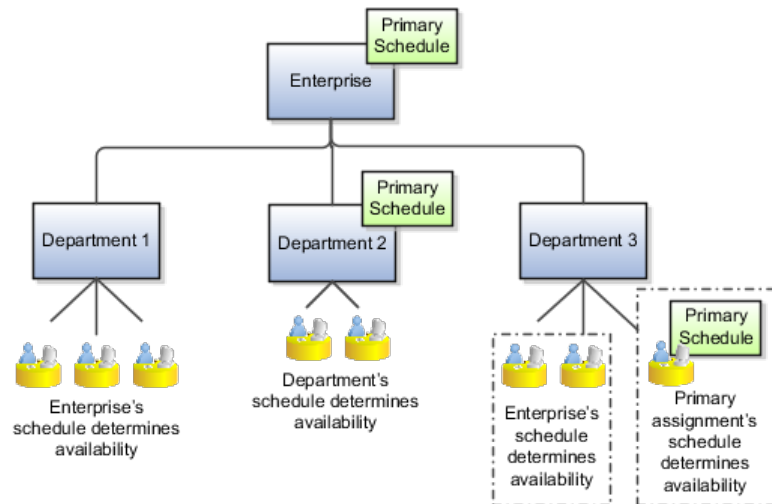 Primary
Schedule
Enterprise
Primary
Schedule
Department 1
Department 2
Department 3
Primary
Schedule
Enterprise's
schedule determines
availability
Department's
schedule determines
availability
Enterprise's
schedule
determines
availability
Primary
assignment's
schedule
determines
availability